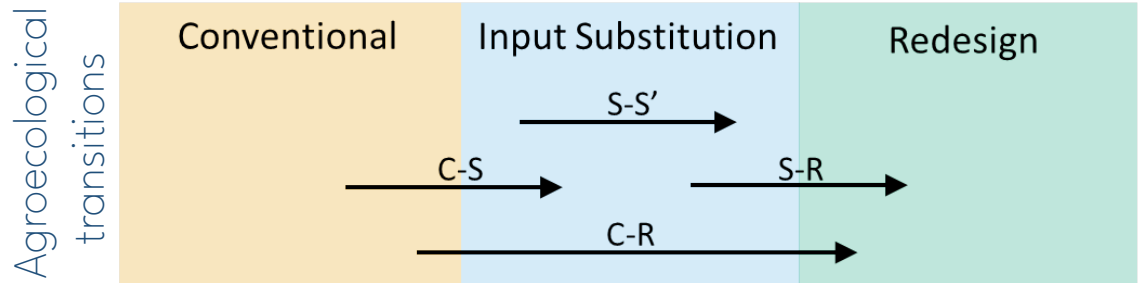 Agroecological
transitions
Conventional
Input Substitution
Redesign
S-S’
C-S
S-R
C-R